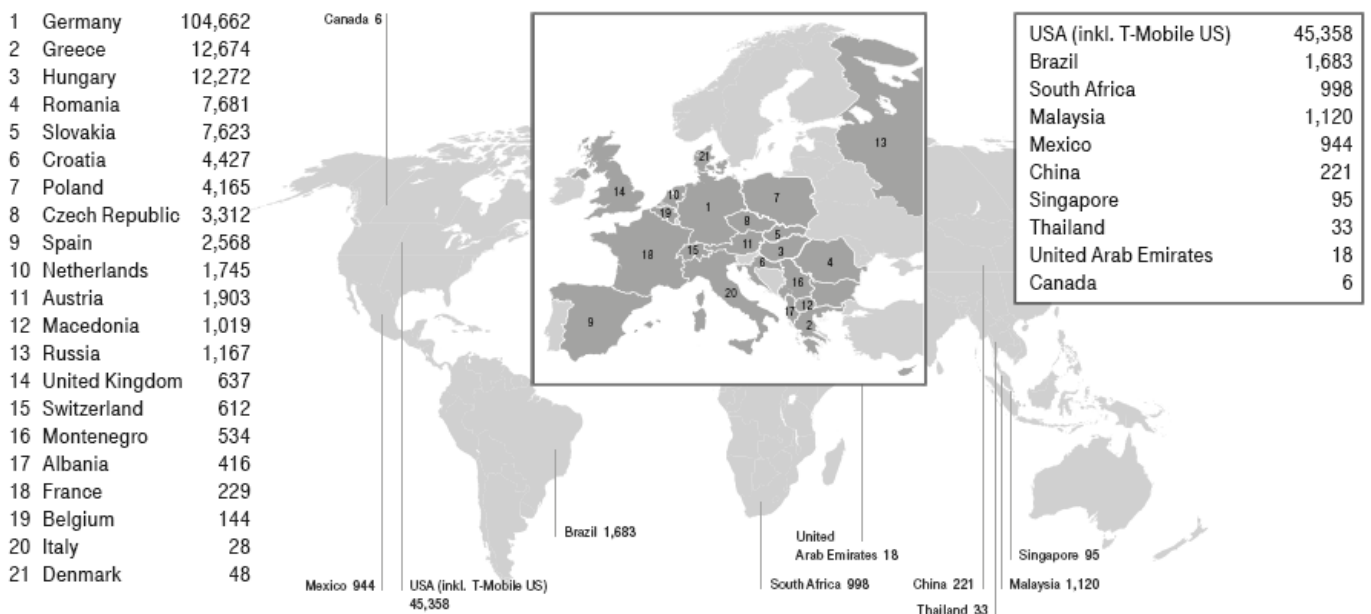 1 Germany 104,662
2 Greece 12,674
3 Hungary 12,272
4 Romania 7,681
5 Slovakia 7,623
6 Croatia 4,427
7 Poland 4,165
8 Czech Republic 3,312
9 Spain 2,568
10 Netherlands 1,745
11 Austria 1,903
12 Macedonia 1,019
13 Russia 1,167
14 United Kingdom 637
15 Switzerland 612
16 Montenegro 534
17 Albania 416
18 France 229
19 Belgium 144
20 Italy 28
21 Denmark 48
Canada 6
13
21
14
10
19
1
7
8
5
18
15
11
3
6
4
16
20
12
17
9
2
USA (inkl. T-Mobile US) 45,358
Brazil 1,683
South Africa 998
Malaysia 1,120
Mexico 944
China 221
Singapore 95
Thailand 33
United Arab Emirates 18
Canada 6
Brazil 1,683
United
Arab Emirates 18
Singapore 95
Mexico 944
USA (inkl. T-Mobile US)
45,358
South Africa 998
China 221
Malaysia 1,120
Thailand 33